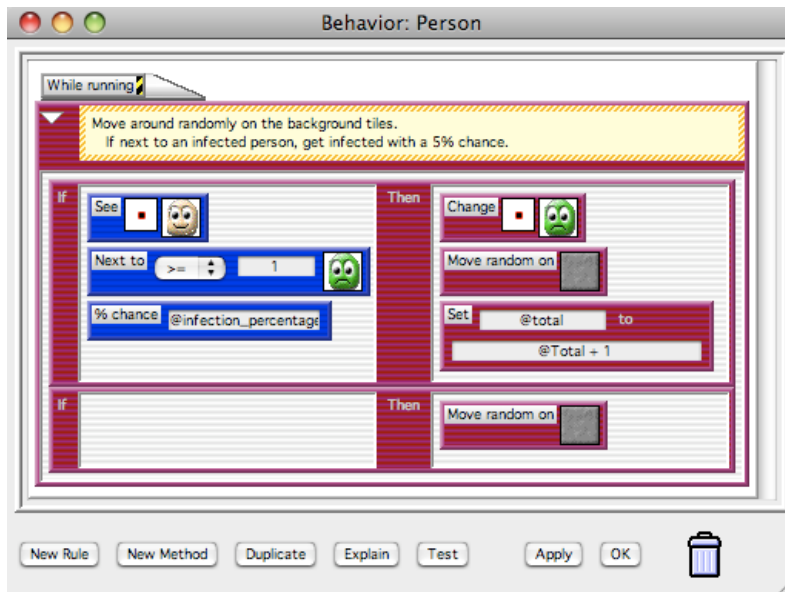 Behavior: Person
While running
Move around randomly on the background tiles.
If next to an infected person, get infected with a 5% chance.
If
See
Next to >= 1
% chance @infection_percentage
Then
Change
Move random on
Set @total to
@Total + 1
If
Then
Move random on
New Rule New Method Duplicate Explain Test Apply OK